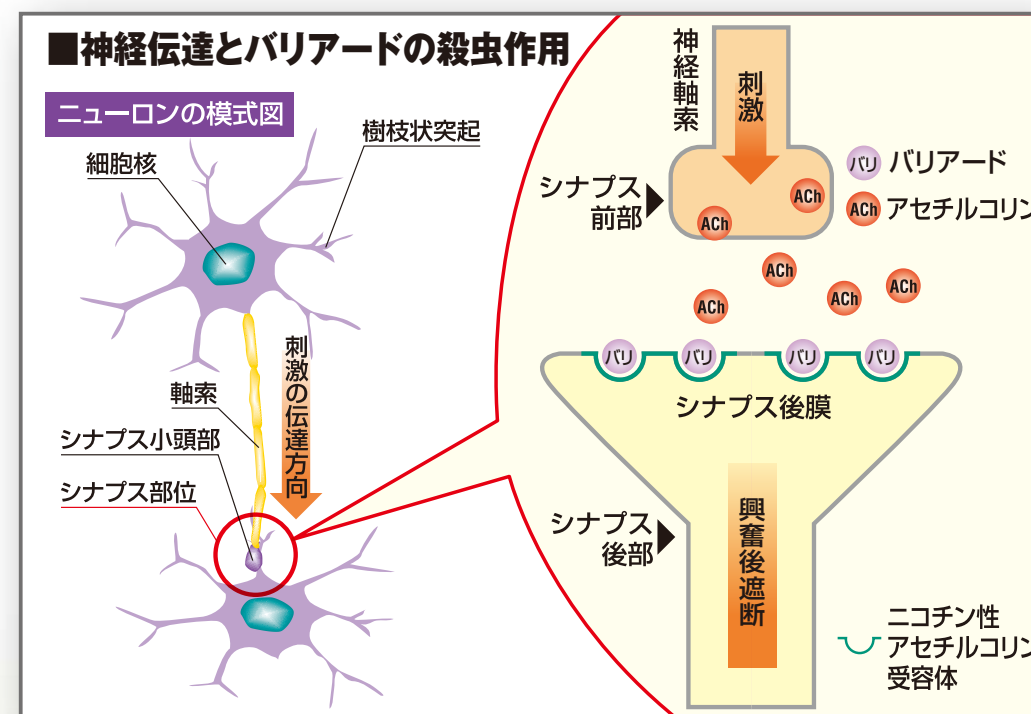 ■神経伝達とバリアードの殺虫作用
ニューロンの模式図
樹枝状突起
細胞核
刺激の伝達方向
軸索
シナプス小頭部
シナプス部位
神経軸索
刺激
バリ バリアード
ACh アセチルコリン
シナプス
前部
ACh
ACh
ACh
ACh
ACh
ACh
バリ
バリ
バリ
バリ
シナプス後膜
シナプス
後部
興奮後遮断
ニコチン性
アセチルコリン
受容体